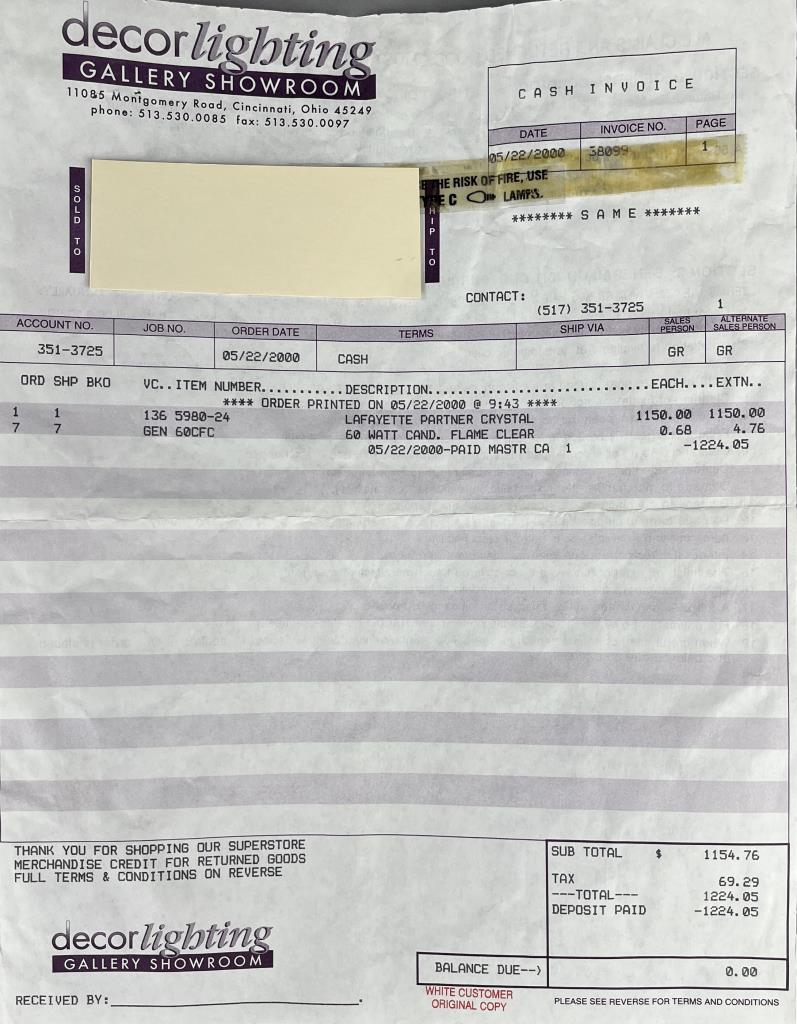 decor lighting
GALLERY SHOWROOM
11085 Montgomery Road, Cincinnati, Ohio 45249
phone: 513.530.0085 fax: 513.530.0097
CASH INVOICE
DATE INVOICE NO. PAGE
05/22/2000 38099 1
THE RISK OF FIRE, USE
TYPE C LAMPS.
SOLD TO
HIP TO
******** SAME *******
CONTACT:
(517) 351-3725 1
ACCOUNT NO. JOB NO. ORDER DATE TERMS SHIP VIA SALES PERSON ALTERNATE SALES PERSON
351-3725 05/22/2000 CASH GR GR
ORD SHP BKO VC..ITEM NUMBER...........DESCRIPTION.............................EACH....EXTN..
**** ORDER PRINTED ON 05/22/2000 @ 9:43 ****
1 1 136 5980-24 LAFAYETTE PARTNER CRYSTAL 1150.00 1150.00
7 7 GEN 60CFC 60 WATT CAND. FLAME CLEAR 0.68 4.76
05/22/2000-PAID MASTR CA 1 -1224.05
THANK YOU FOR SHOPPING OUR SUPERSTORE
MERCHANDISE CREDIT FOR RETURNED GOODS
FULL TERMS & CONDITIONS ON REVERSE
SUB TOTAL $ 1154.76
TAX 69.29
---TOTAL--- 1224.05
DEPOSIT PAID -1224.05
decor lighting
GALLERY SHOWROOM
BALANCE DUE--> 0.00
RECEIVED BY:
WHITE CUSTOMER
ORIGINAL COPY
PLEASE SEE REVERSE FOR TERMS AND CONDITIONS